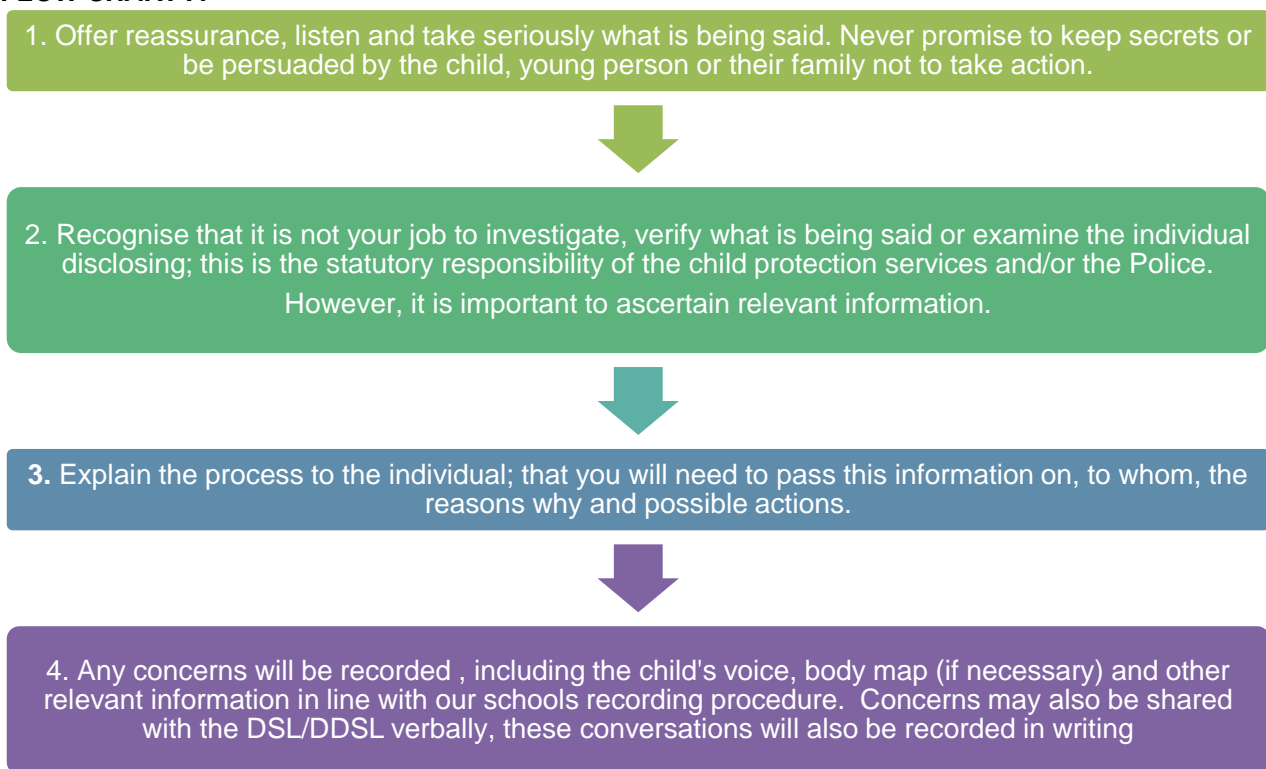 1. Offer reassurance, listen and take seriously what is being said. Never promise to keep secrets or
be persuaded by the child, young person or their family not to take action.
2. Recognise that it is not your job to investigate, verify what is being said or examine the individual
disclosing; this is the statutory responsibility of the child protection services and/or the Police.
However, it is important to ascertain relevant information.
3. Explain the process to the individual; that you will need to pass this information on, to whom, the
reasons why and possible actions.
4. Any concerns will be recorded , including the child's voice, body map (if necessary) and other
relevant information in line with our schools recording procedure. Concerns may also be shared
with the DSL/DDSL verbally, these conversations will also be recorded in writing